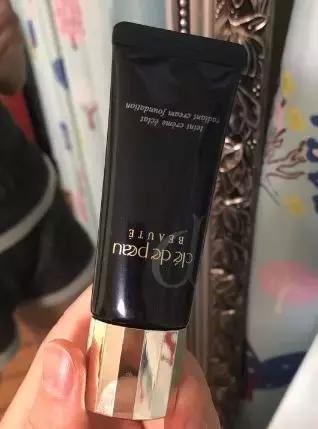 clé de peau
BEAUTÉ
teint crème éclat
radiant cream foundation